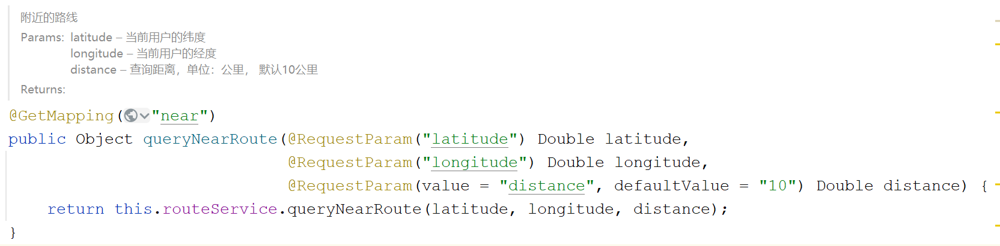 附近的路线
Params: latitude – 当前用户的纬度
longitude – 当前用户的经度
distance – 查询距离，单位：公里， 默认10公里
Returns:
@GetMapping("near")
public Object queryNearRoute(@RequestParam("latitude") Double latitude,
@RequestParam("longitude") Double longitude,
@RequestParam(value = "distance", defaultValue = "10") Double distance) {
return this.routeService.queryNearRoute(latitude, longitude, distance);
}